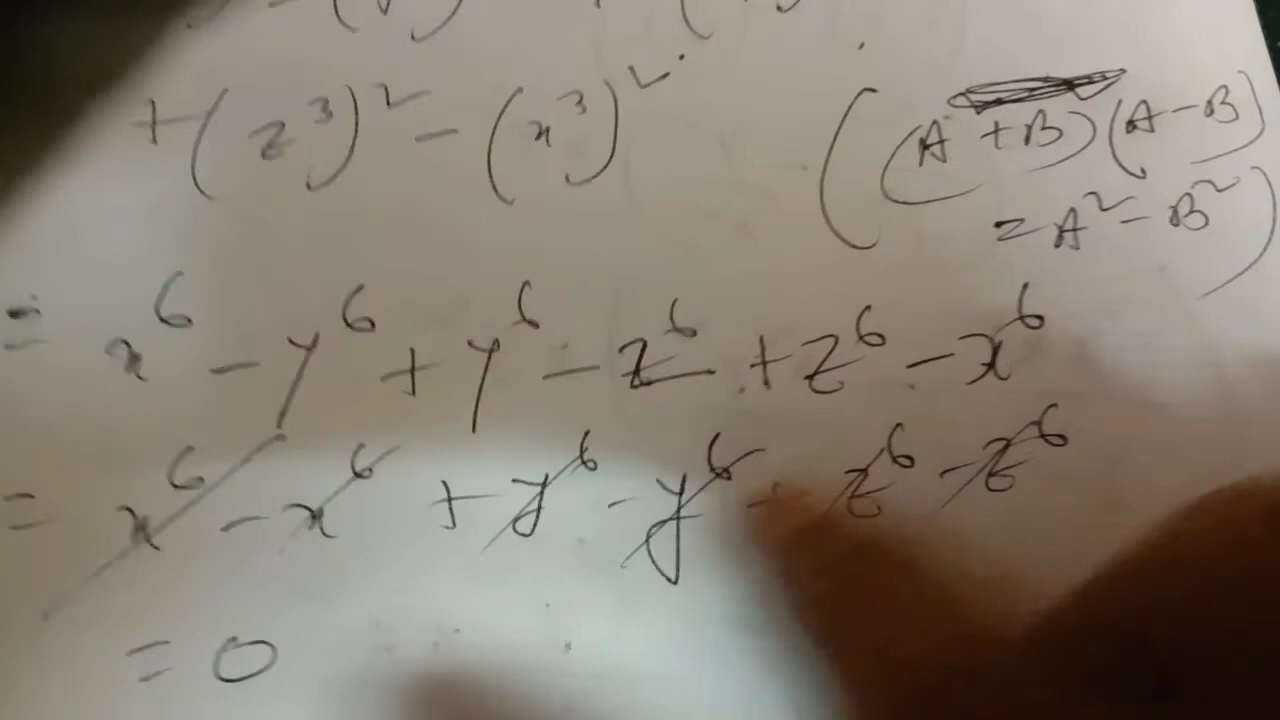 +(z³)² - (x³)².
((A+B)(A-B)
= A² - B²)
= x⁶ - y⁶ + y⁶ - z⁶ + z⁶ - x⁶
= x⁶ - x⁶ + y⁶ - y⁶ + z⁶ - z⁶
= 0